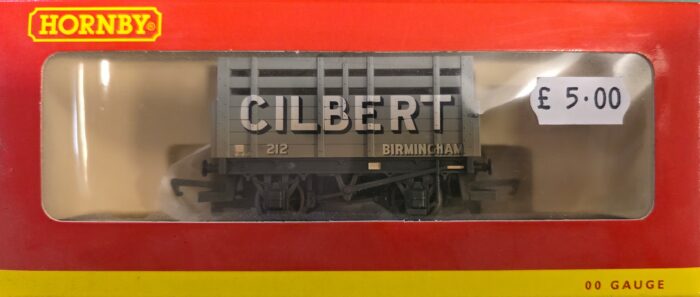 HORNBY®
£ 5.00
CILBERT
212 BIRMINGHAM
00 GAUGE